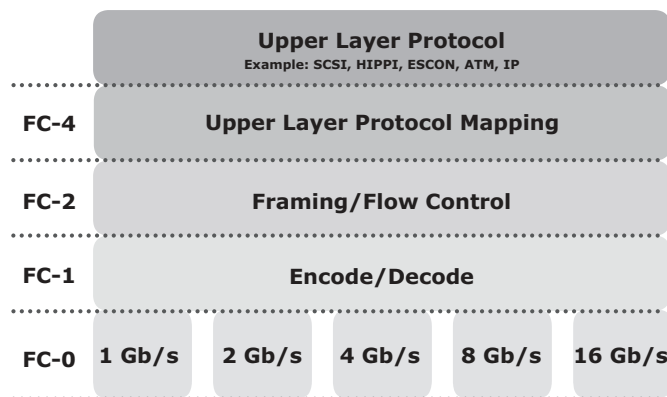 Upper Layer Protocol
Example: SCSI, HIPPI, ESCON, ATM, IP
FC-4 Upper Layer Protocol Mapping
FC-2 Framing/Flow Control
FC-1 Encode/Decode
FC-0 1 Gb/s 2 Gb/s 4 Gb/s 8 Gb/s 16 Gb/s